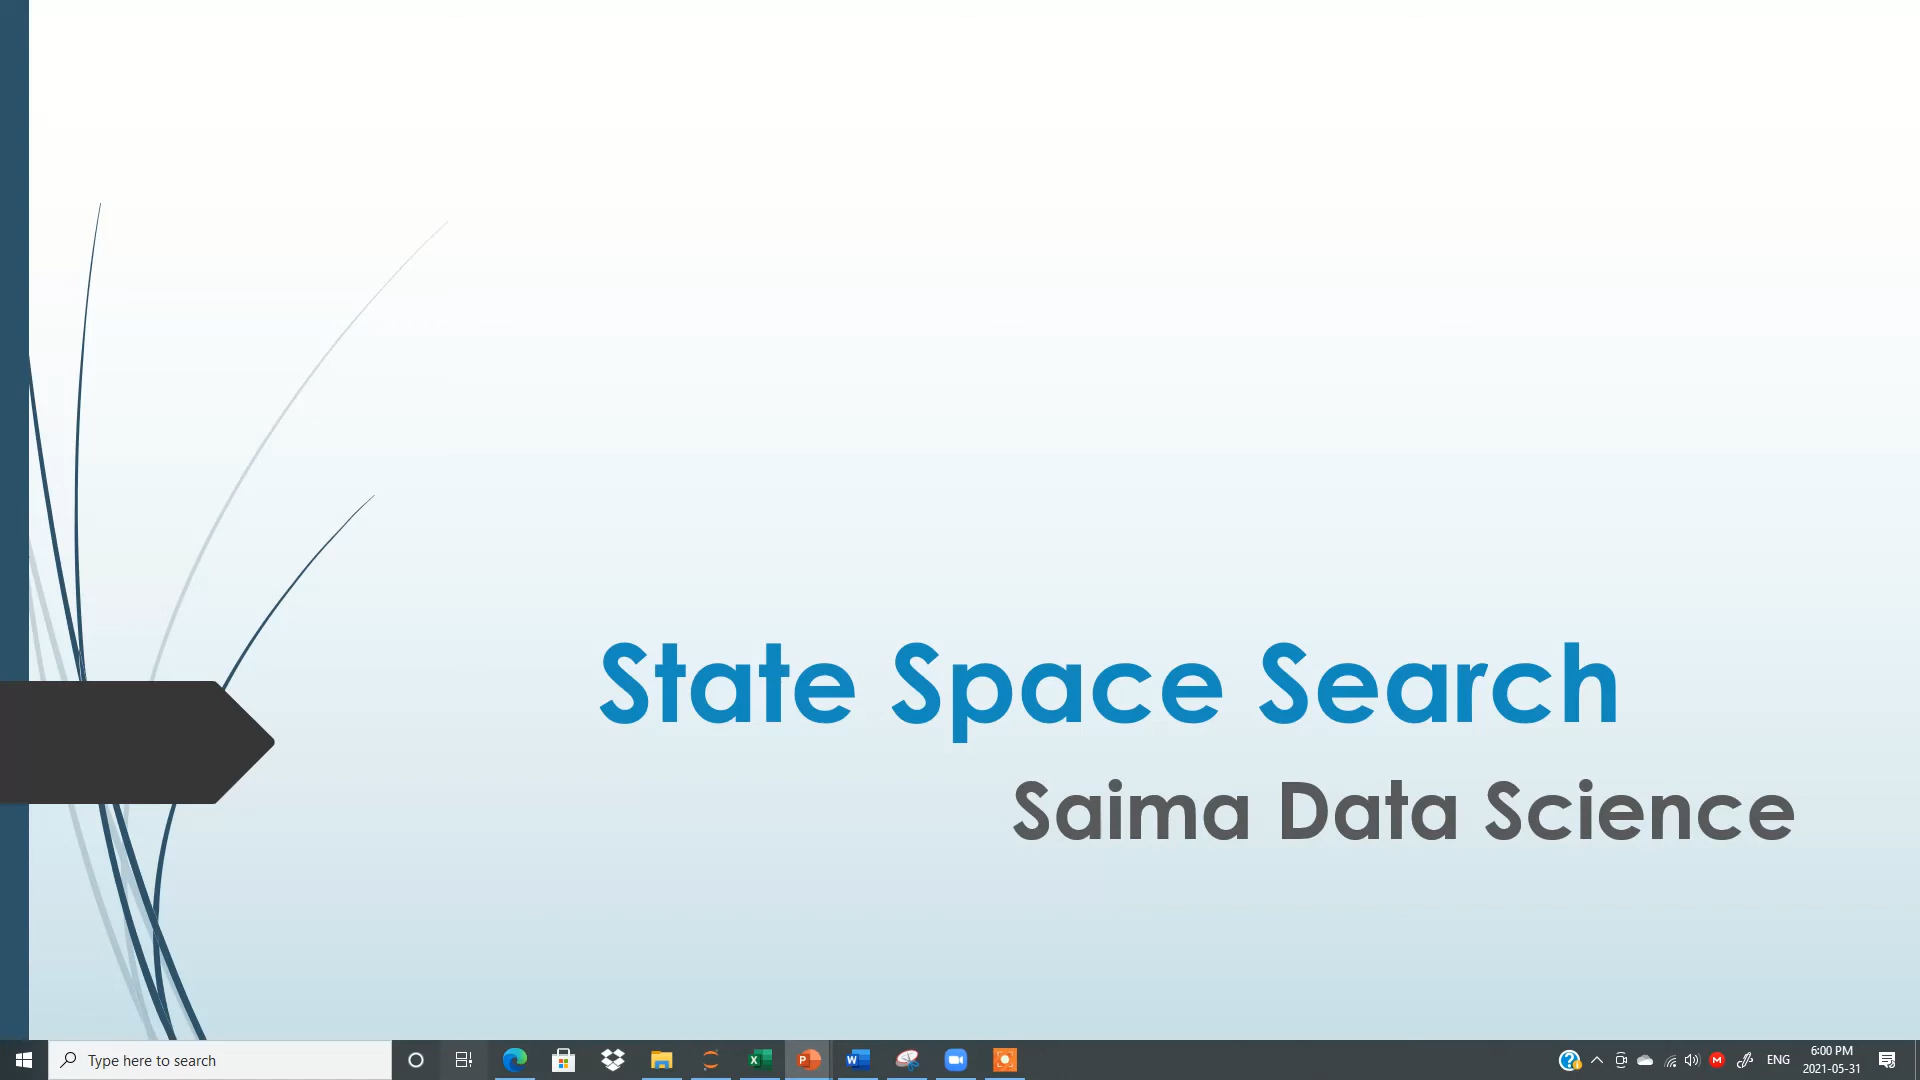 State Space Search
Saima Data Science
Type here to search
ENG
6:00 PM
2021-05-31